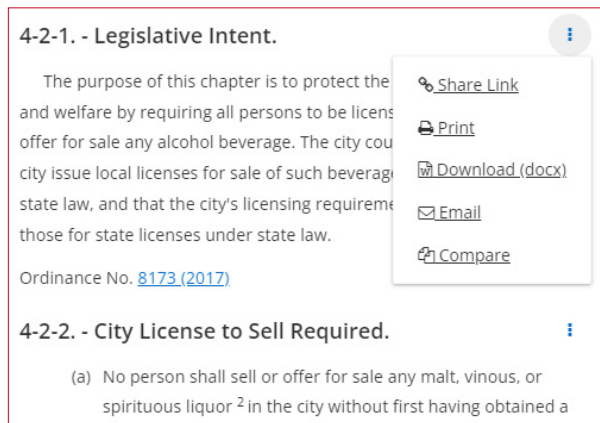 4-2-1. - Legislative Intent.
The purpose of this chapter is to protect the
and welfare by requiring all persons to be licens
offer for sale any alcohol beverage. The city cou
city issue local licenses for sale of such beverag
state law, and that the city's licensing requireme
those for state licenses under state law.
Ordinance No. 8173 (2017)
Share Link
Print
Download (docx)
Email
Compare
4-2-2. - City License to Sell Required.
(a) No person shall sell or offer for sale any malt, vinous, or
spirituous liquor 2 in the city without first having obtained a